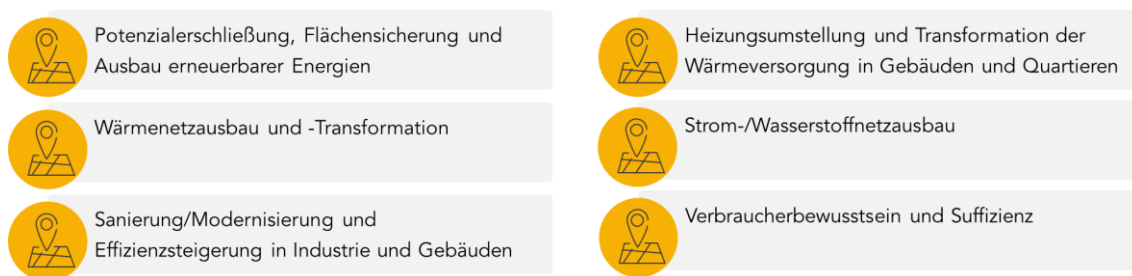 Potenzialerschließung, Flächensicherung und
Ausbau erneuerbarer Energien
Wärmenetzausbau und -Transformation
Sanierung/Modernisierung und
Effizienzsteigerung in Industrie und Gebäuden
Heizungsumstellung und Transformation der
Wärmeversorgung in Gebäuden und Quartieren
Strom-/Wasserstoffnetzausbau
Verbraucherbewusstsein und Suffizienz